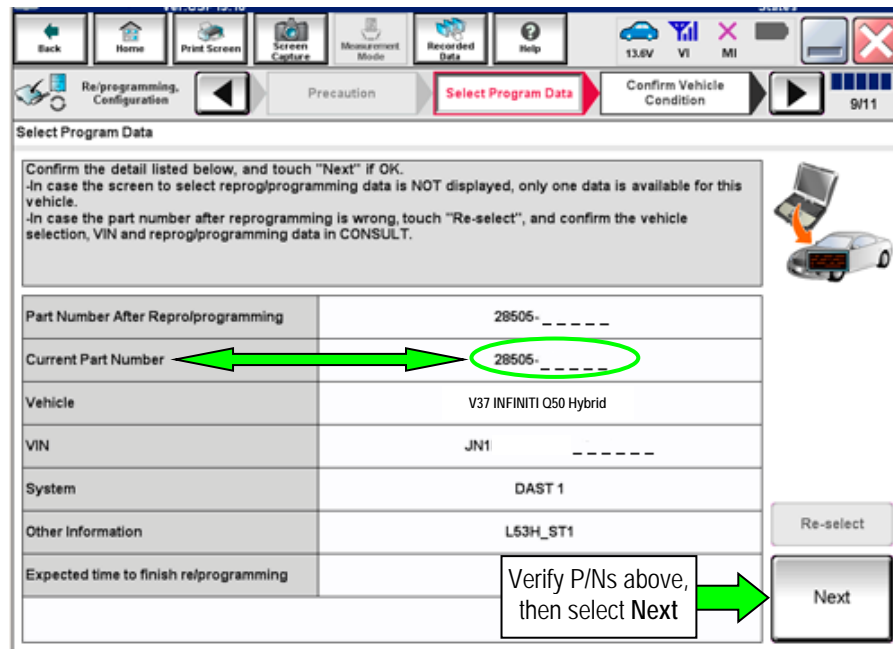 Back
Home
Print Screen
Screen Capture
Measurement Mode
Recorded Data
Help
13.6V
VI
MI
Re/programming, Configuration
Precaution
Select Program Data
Confirm Vehicle Condition
9/11
Select Program Data
Confirm the detail listed below, and touch "Next" if OK.
-In case the screen to select reprog/programming data is NOT displayed, only one data is available for this
vehicle.
-In case the part number after reprogramming is wrong, touch "Re-select", and confirm the vehicle
selection, VIN and reprog/programming data in CONSULT.
Part Number After Repro/programming 28505-_ _ _ _ _
Current Part Number 28505-_ _ _ _ _
Vehicle V37 INFINITI Q50 Hybrid
VIN JN1 _ _ _ _ _ _
System DAST 1
Other Information L53H_ST1
Expected time to finish re/programming
Re-select
Verify P/Ns above,
then select Next
Next